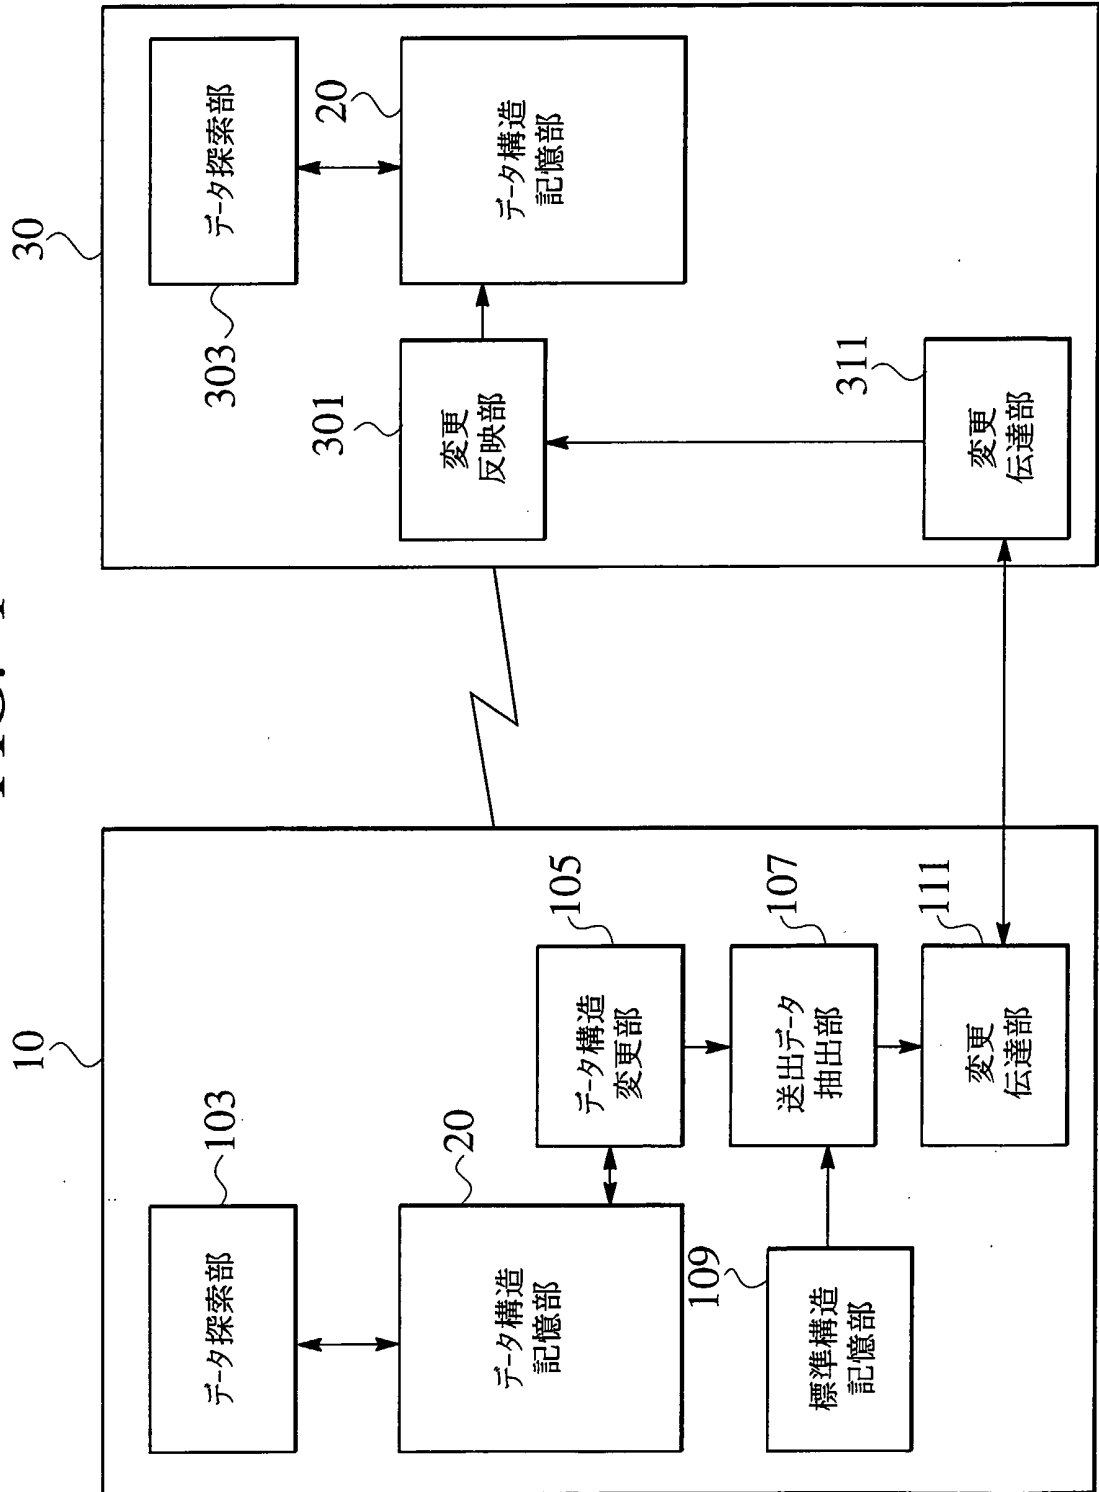 FIG.
10
データ探索部
103
データ構造
記憶部
20
データ構造
変更部
105
標準構造
記憶部
109
送出データ
抽出部
107
変更
伝達部
111
30
データ探索部
303
データ構造
記憶部
20
変更
反映部
301
変更
伝達部
311